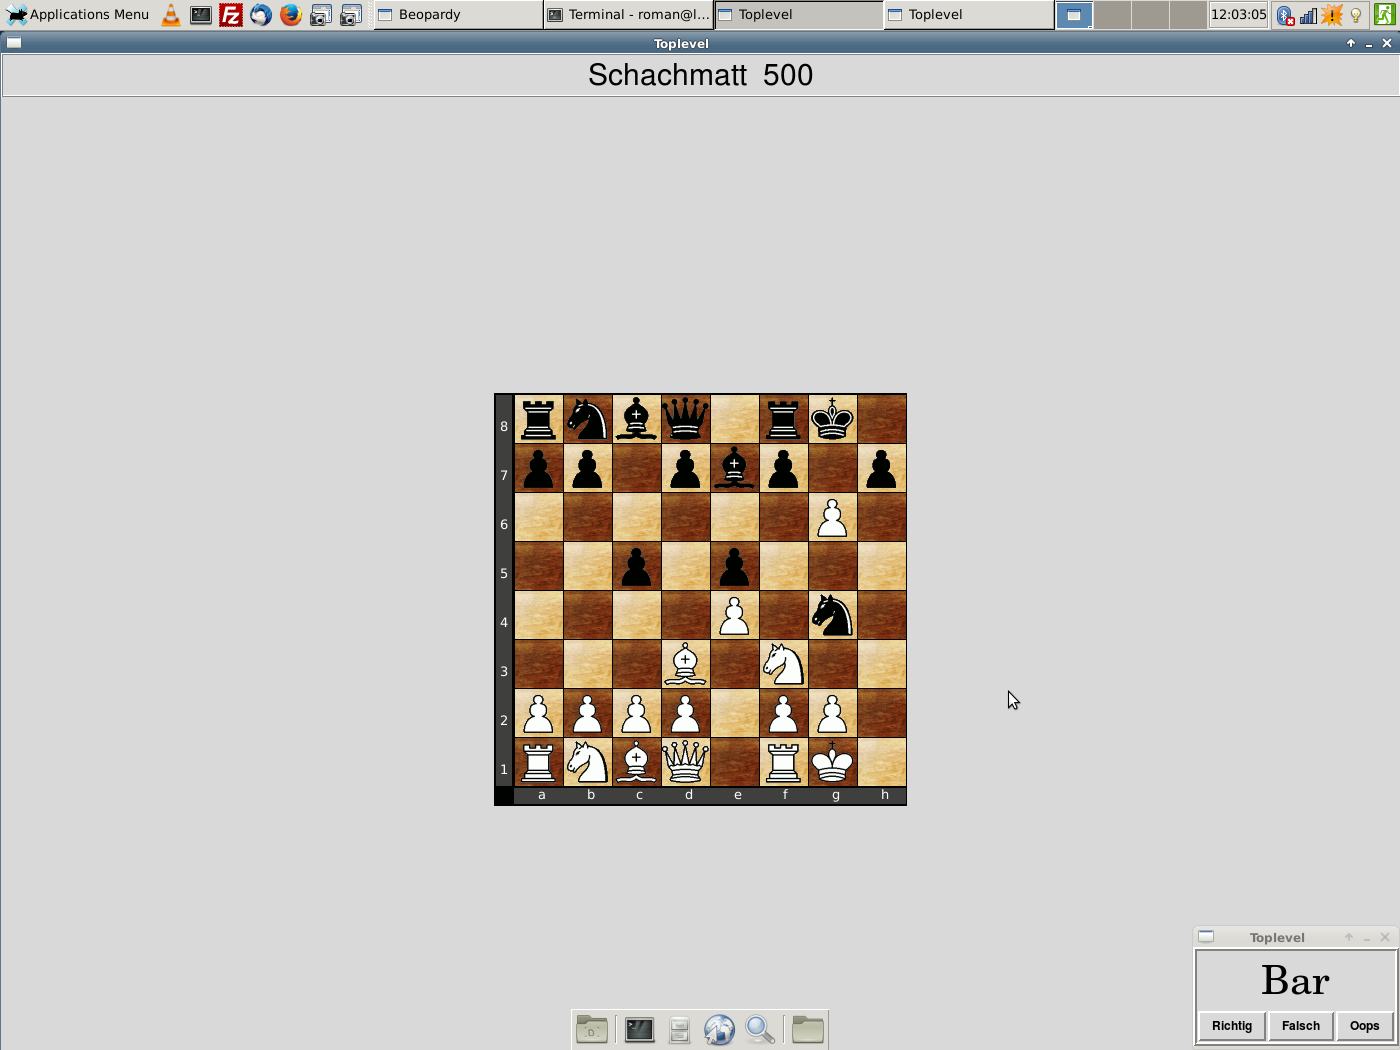 Applications Menu
Beopardy
Terminal - roman@l...
Toplevel
Toplevel
12:03:05
Toplevel
Schachmatt 500
8
7
6
5
4
3
2
1
a b c d e f g h
Toplevel
Bar
Richtig Falsch Oops